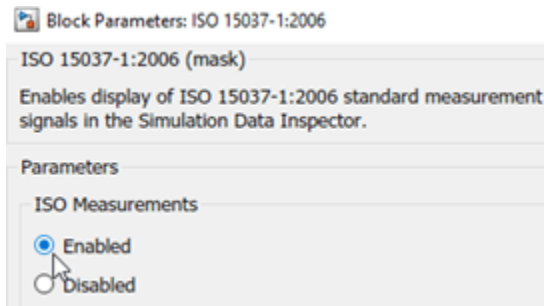 Block Parameters: ISO 15037-1:2006
ISO 15037-1:2006 (mask)
Enables display of ISO 15037-1:2006 standard measurement
signals in the Simulation Data Inspector.
Parameters
ISO Measurements
Enabled
Disabled